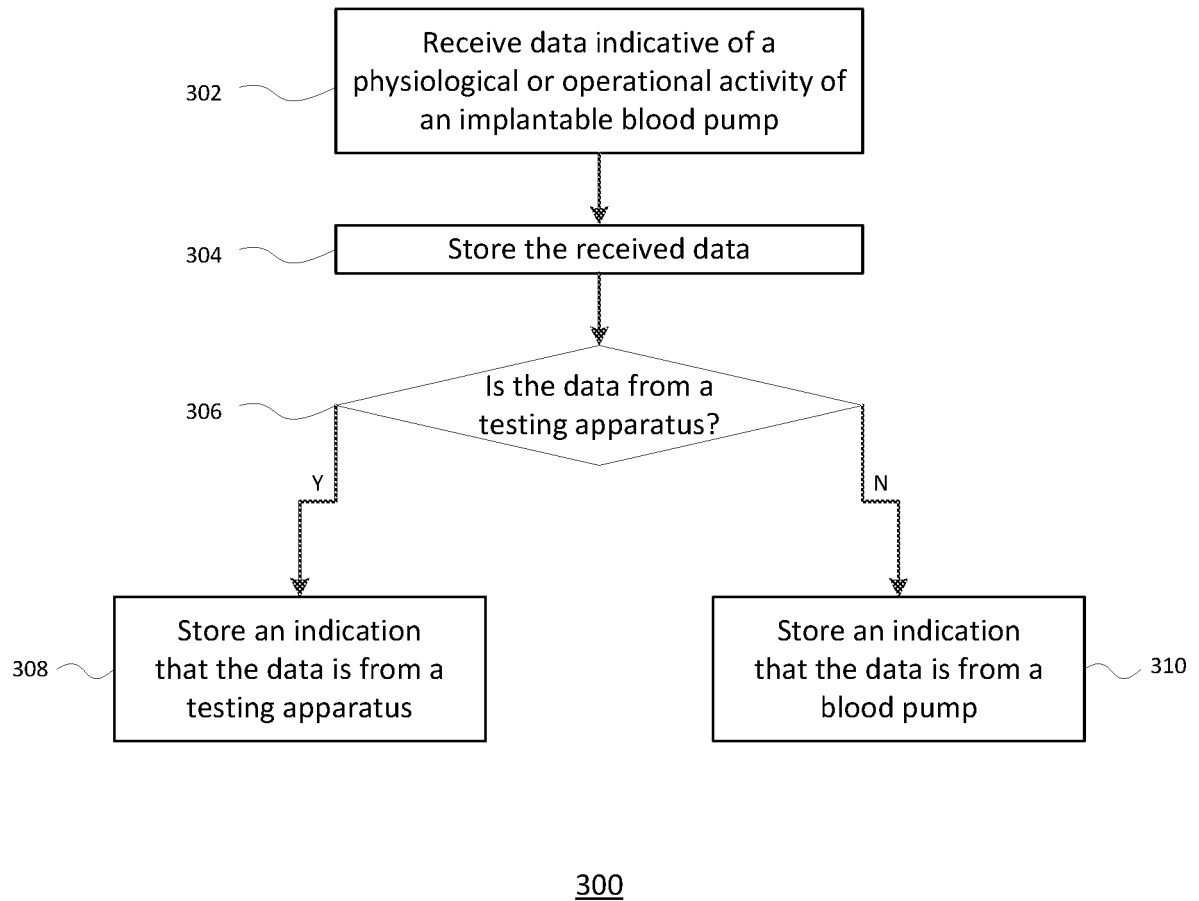 Receive data indicative of a
physiological or operational activity of
an implantable blood pump
302
Store the received data
304
Is the data from a
testing apparatus?
306
Y
N
Store an indication
that the data is from a
testing apparatus
308
Store an indication
that the data is from a
blood pump
310
300